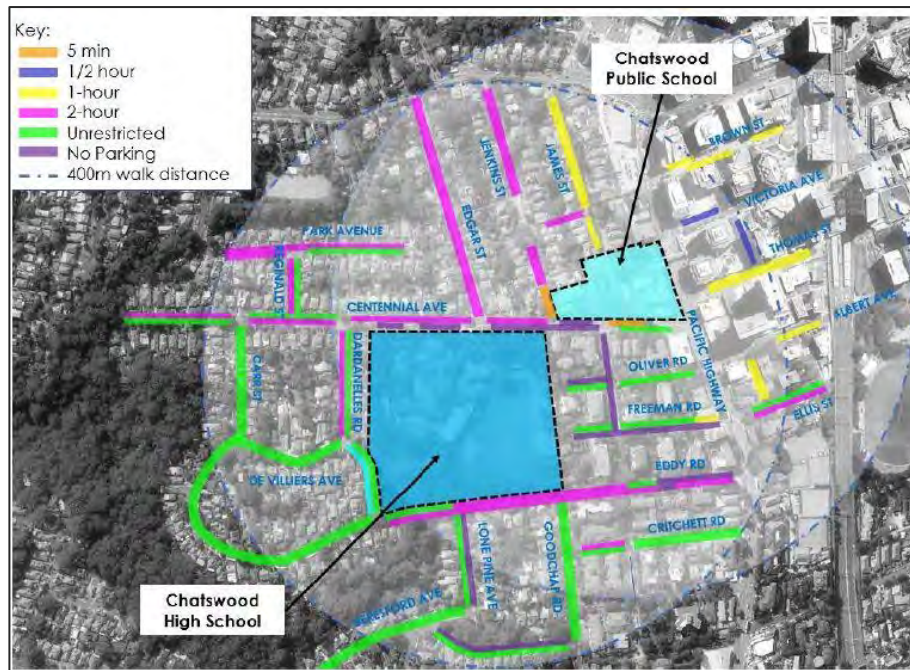 Key:
5 min
1/2 hour
1-hour
2-hour
Unrestricted
No Parking
400m walk distance
Chatswood
Public School
BROWN ST
VICTORIA AVE
THOMAS ST
ALBERT AVE
ELLIS ST
PACIFIC HIGHWAY
JAMES ST
JENKINS ST
EDGAR ST
PARK AVENUE
REGINALD ST
CENTENNIAL AVE
DARDANELLES RD
OLIVER RD
FREEMAN RD
EDDY RD
CRITCHETT RD
DE VILLIERS AVE
LONE PINE AVE
GOODCHAP RD
BERESFORD AVE
Chatswood
High School